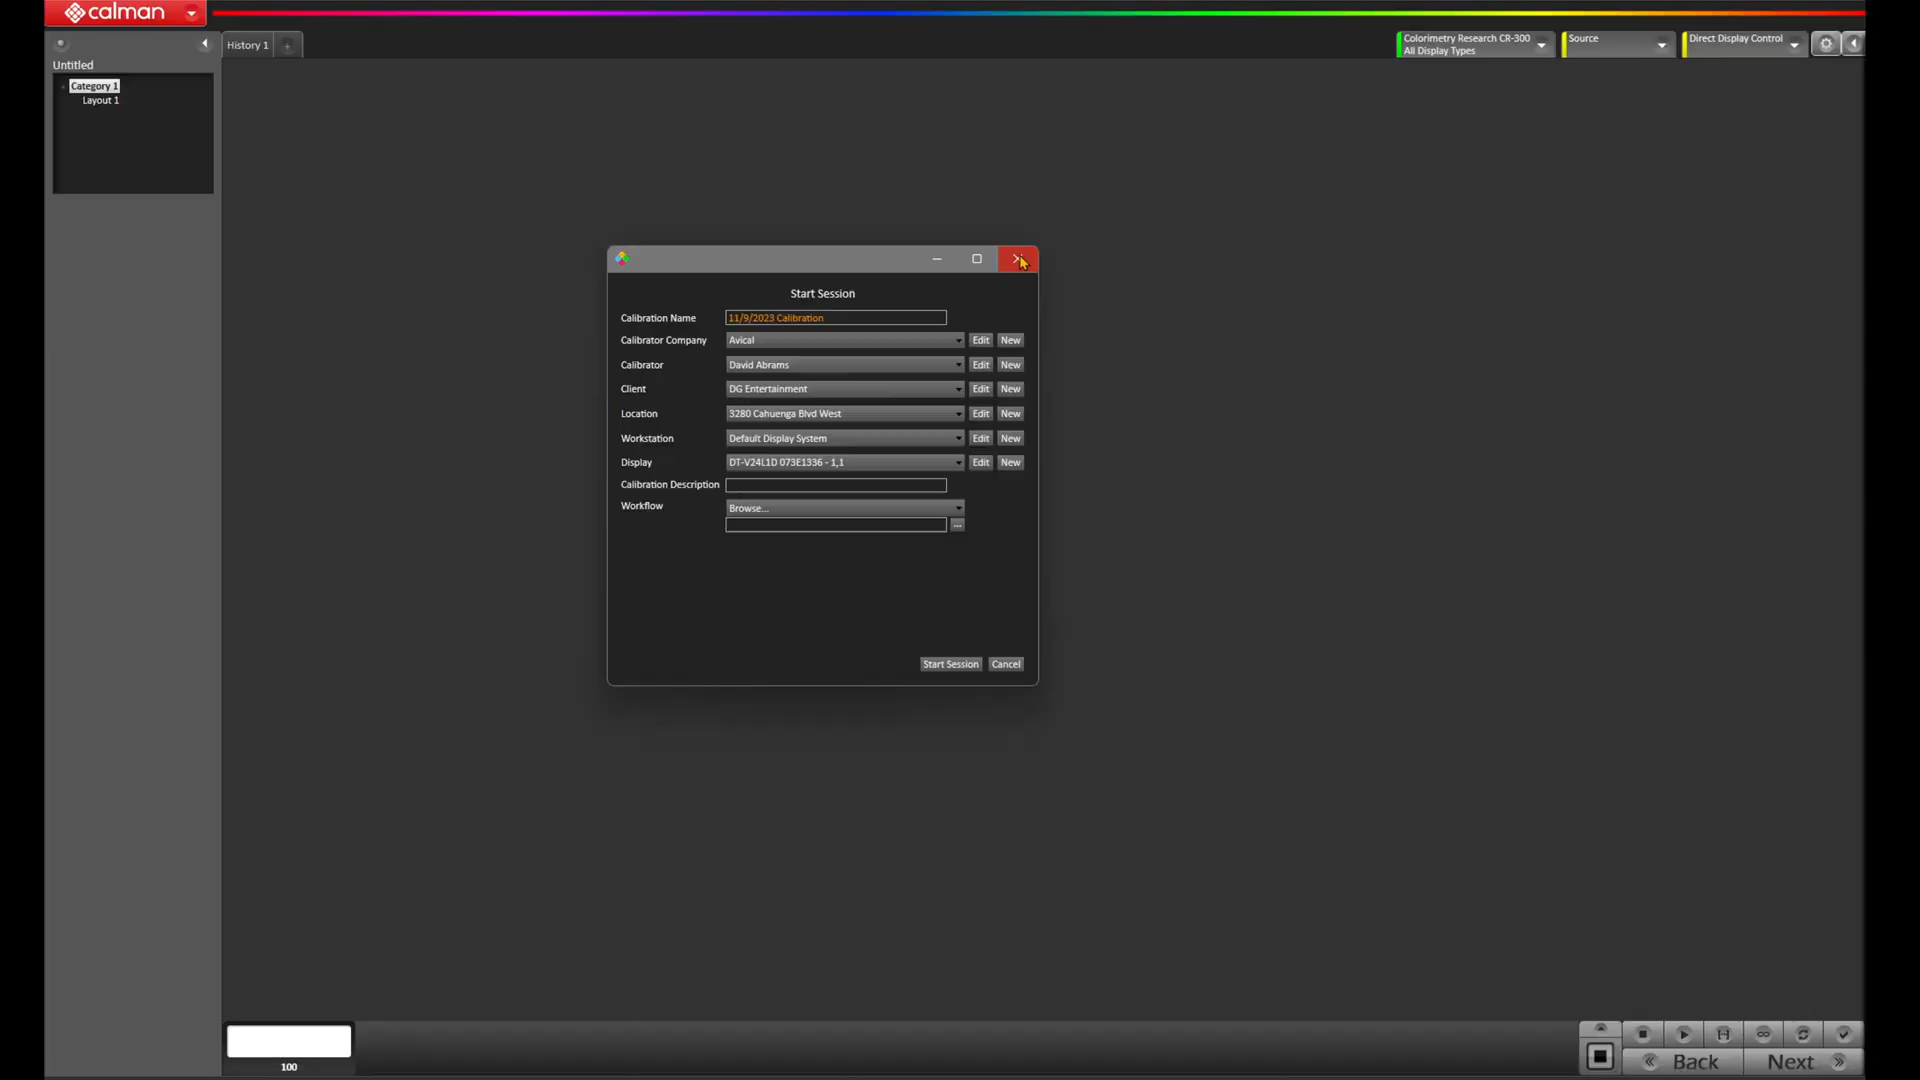 calman
History 1 +
Colorimetry Research CR-300
All Display Types
Source
Direct Display Control
Untitled
Category 1
Layout 1
Start Session
Calibration Name 11/9/2023 Calibration
Calibrator Company Avical Edit New
Calibrator David Abrams Edit New
Client DG Entertainment Edit New
Location 3280 Cahuenga Blvd West Edit New
Workstation Default Display System Edit New
Display DT-V24L1D 073E1336 - 1,1 Edit New
Calibration Description
Workflow Browse...
...
Start Session Cancel
100
Back Next